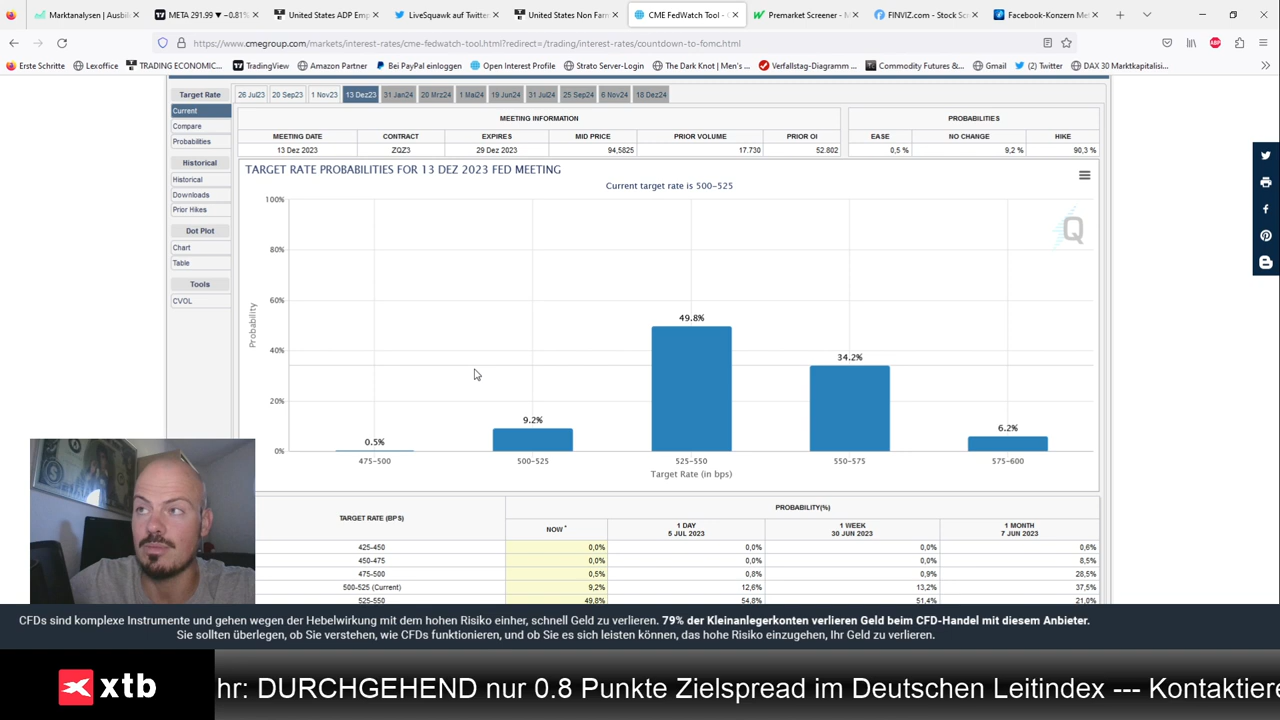 Marktanalysen | Ausbil
META 291.99 ▼ −0.81%
United States ADP Emp
LiveSquawk auf Twitter
United States Non Farm
CME FedWatch Tool -
Premarket Screener - M
FINVIZ.com - Stock Scr
Facebook-Konzern Met
https://www.cmegroup.com/markets/interest-rates/cme-fedwatch-tool.html?redirect=/trading/interest-rates/countdown-to-fomc.html
Erste Schritte
Lexoffice
TRADING ECONOMIC...
TradingView
Amazon Partner
Bei PayPal einloggen
Open Interest Profile
Strato Server-Login
The Dark Knot | Men's ...
Verfallstag-Diagramm ...
Commodity Futures &...
Gmail
(2) Twitter
DAX 30 Marktkapitalisi...
Target Rate
Current
Compare
Probabilities
Historical
Historical
Downloads
Prior Hikes
Dot Plot
Chart
Table
Tools
CVOL
26 Jul23 20 Sep23 1 Nov23 13 Dez23 31 Jan24 20 Mrz24 1 Mai24 19 Jun24 31 Jul24 25 Sep24 6 Nov24 18 Dez24
MEETING INFORMATION
MEETING DATE CONTRACT EXPIRES MID PRICE PRIOR VOLUME PRIOR OI
13 Dez 2023 ZQZ3 29 Dez 2023 94,5825 17.730 52.802
PROBABILITIES
EASE NO CHANGE HIKE
0,5 % 9,2 % 90,3 %
TARGET RATE PROBABILITIES FOR 13 DEZ 2023 FED MEETING
Current target rate is 500–525
Q
100%
80%
60%
40%
20%
0%
Probability
0.5%
9.2%
49.8%
34.2%
6.2%
475–500 500–525 525–550 550–575 575–600
Target Rate (in bps)
TARGET RATE (BPS)
PROBABILITY(%)
NOW * 1 DAY 1 WEEK 1 MONTH
5 JUL 2023 30 JUN 2023 7 JUN 2023
425-450 0,0% 0,0% 0,0% 0,6%
450-475 0,0% 0,0% 0,0% 8,5%
475-500 0,5% 0,8% 0,9% 28,5%
500-525 (Current) 9,2% 12,6% 13,2% 37,5%
525-550 49,8% 54,8% 51,4% 21,0%
CFDs sind komplexe Instrumente und gehen wegen der Hebelwirkung mit dem hohen Risiko einher, schnell Geld zu verlieren. 79% der Kleinanlegerkonten verlieren Geld beim CFD-Handel mit diesem Anbieter.
Sie sollten überlegen, ob Sie verstehen, wie CFDs funktionieren, und ob Sie es sich leisten können, das hohe Risiko einzugehen, Ihr Geld zu verlieren.
xtb
hr: DURCHGEHEND nur 0.8 Punkte Zielspread im Deutschen Leitindex --- Kontaktiere